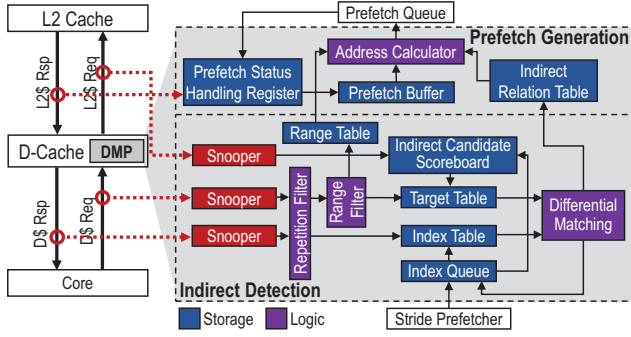 L2 Cache
L2$ Rsp
L2$ Req
D-Cache
DMP
D$ Rsp
D$ Req
Core
Prefetch Queue
Prefetch Generation
Address Calculator
Prefetch Status
Handling Register
Prefetch Buffer
Indirect
Relation Table
Range Table
Snooper
Indirect Candidate
Scoreboard
Snooper
Repetition Filter
Range
Filter
Target Table
Differential
Matching
Snooper
Index Table
Index Queue
Indirect Detection
Storage
Logic
Stride Prefetcher